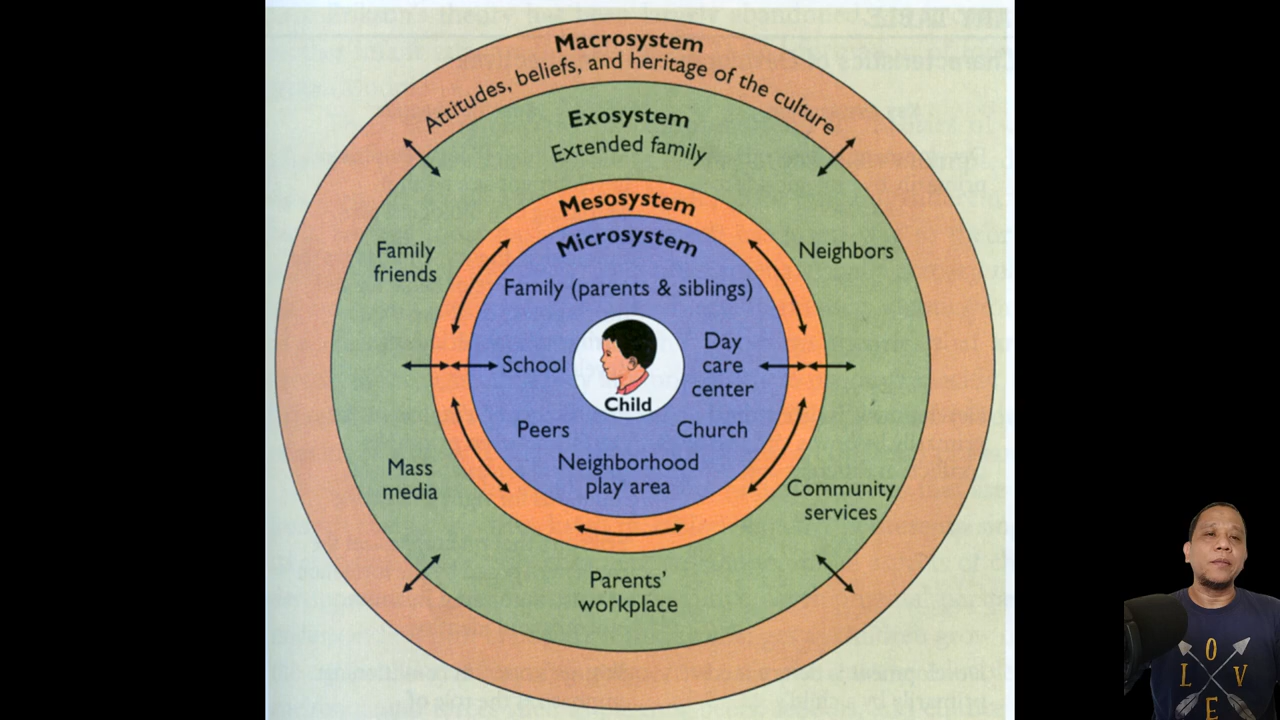 Macrosystem
Attitudes, beliefs, and heritage of the culture
Exosystem
Extended family
Mesosystem
Microsystem
Family
friends
Neighbors
Family (parents & siblings)
School
Day
care
center
Child
Peers
Church
Neighborhood
play area
Mass
media
Community
services
Parents'
workplace
O
L V
E